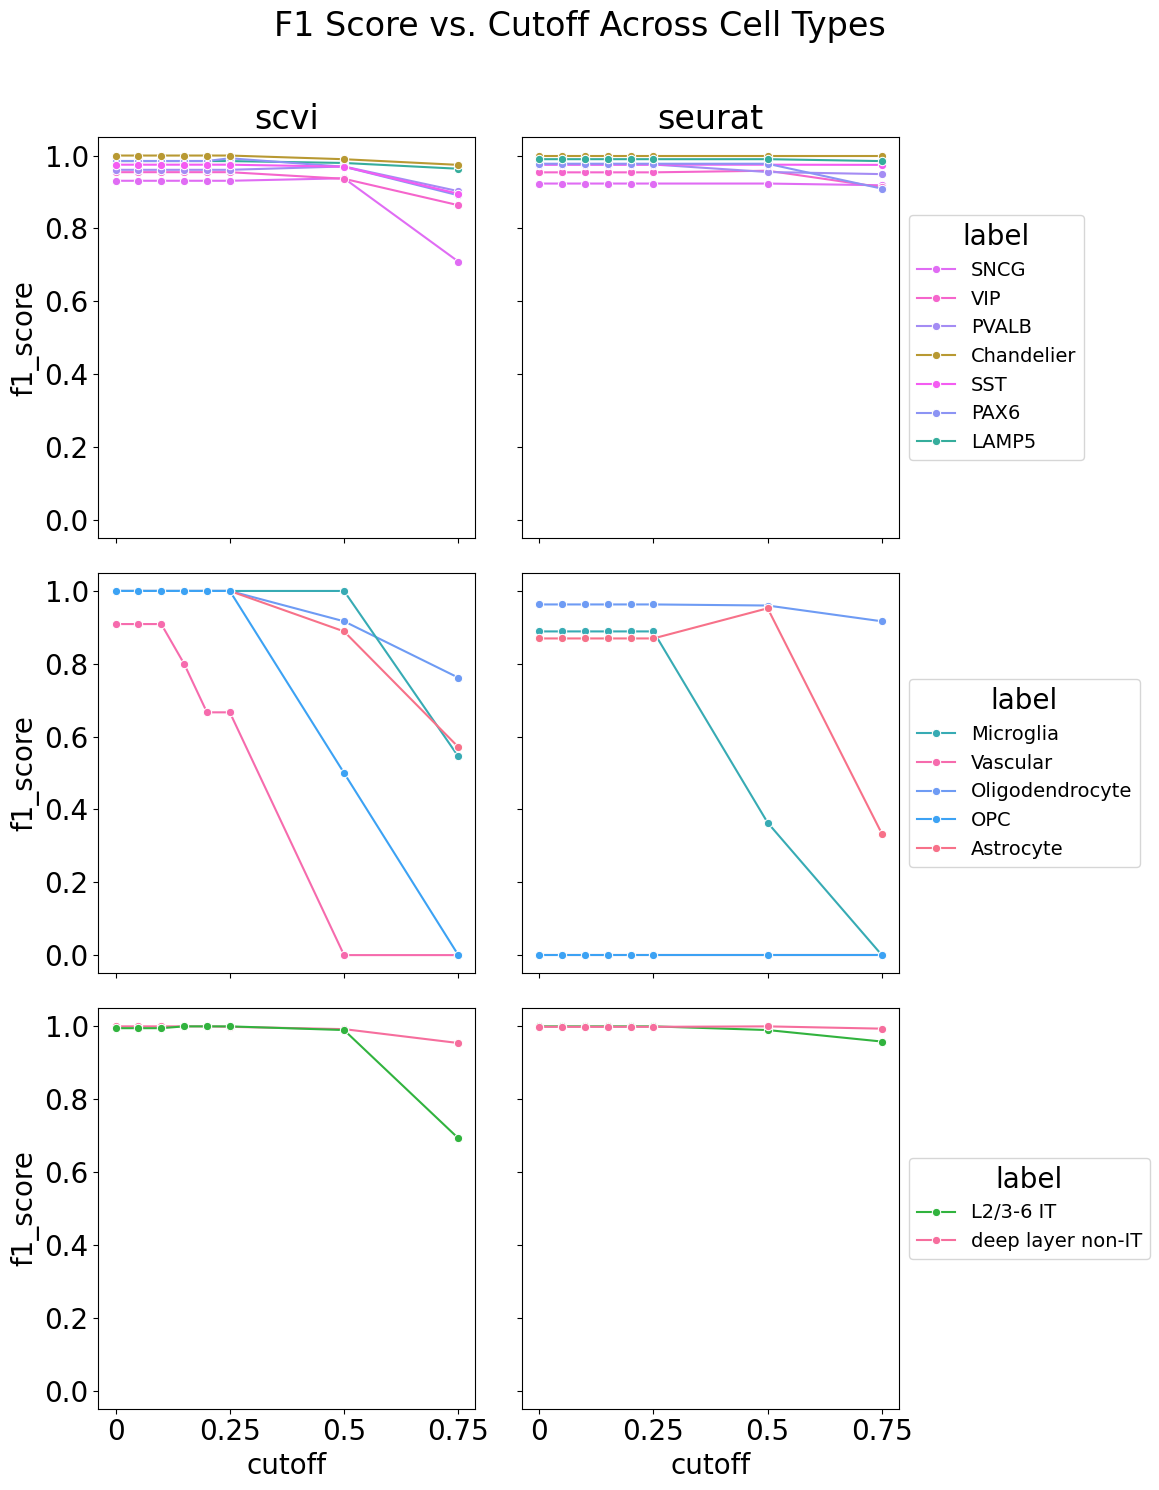 F1 Score vs. Cutoff Across Cell Types
scvi
seurat
1.0
0.8
0.6
0.4
0.2
0.0
f1_score
label
SNCG
VIP
PVALB
Chandelier
SST
PAX6
LAMP5
1.0
0.8
0.6
0.4
0.2
0.0
f1_score
label
Microglia
Vascular
Oligodendrocyte
OPC
Astrocyte
1.0
0.8
0.6
0.4
0.2
0.0
f1_score
label
L2/3-6 IT
deep layer non-IT
0 0.25 0.5 0.75
cutoff
0 0.25 0.5 0.75
cutoff